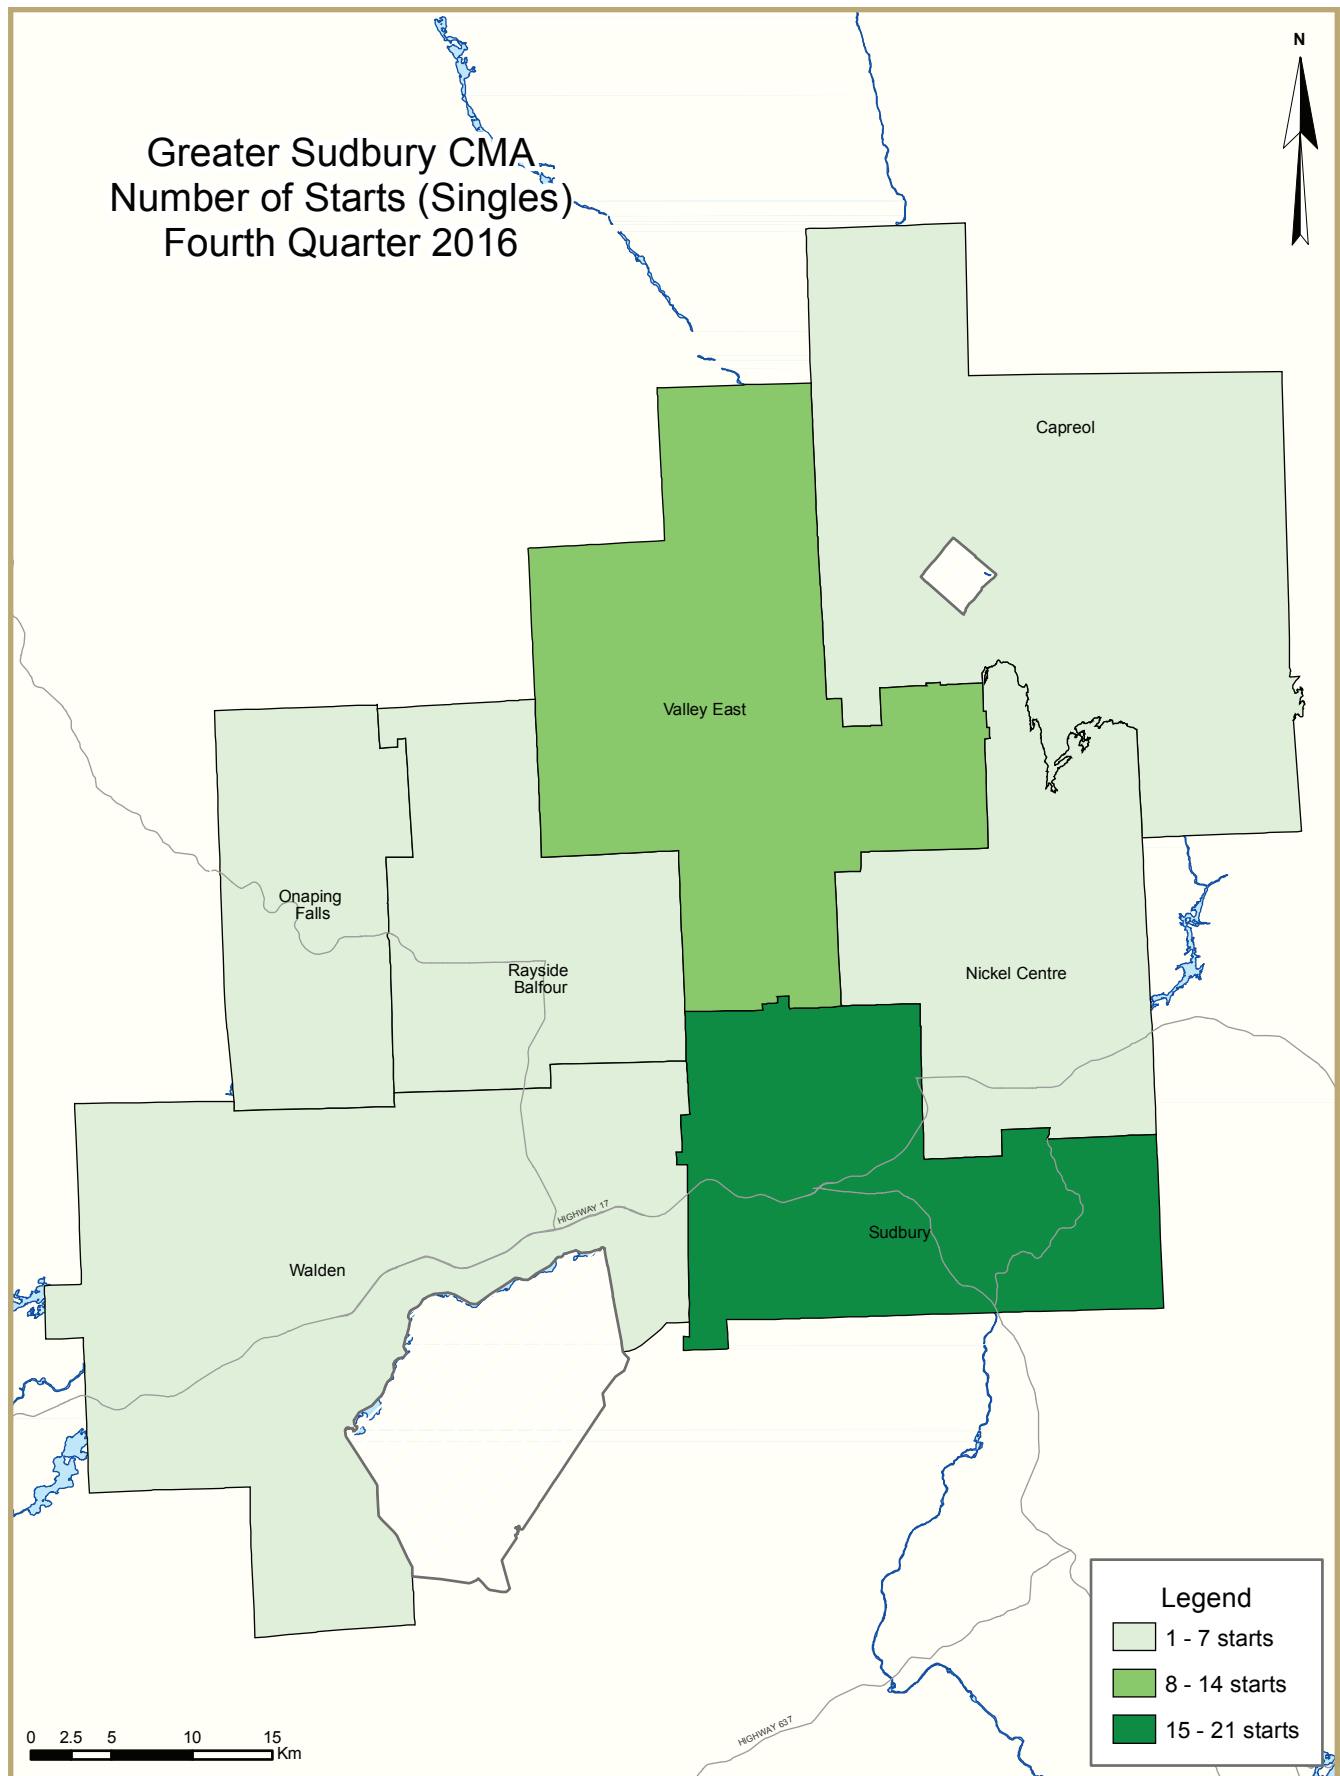 N
Greater Sudbury CMA
Number of Starts (Singles)
Fourth Quarter 2016
Capreol
Valley East
Onaping
Falls
Rayside
Balfour
Nickel Centre
HIGHWAY 17
Sudbury
Walden
Legend
1 - 7 starts
8 - 14 starts
15 - 21 starts
HIGHWAY 637
0 2.5 5 10 15
Km